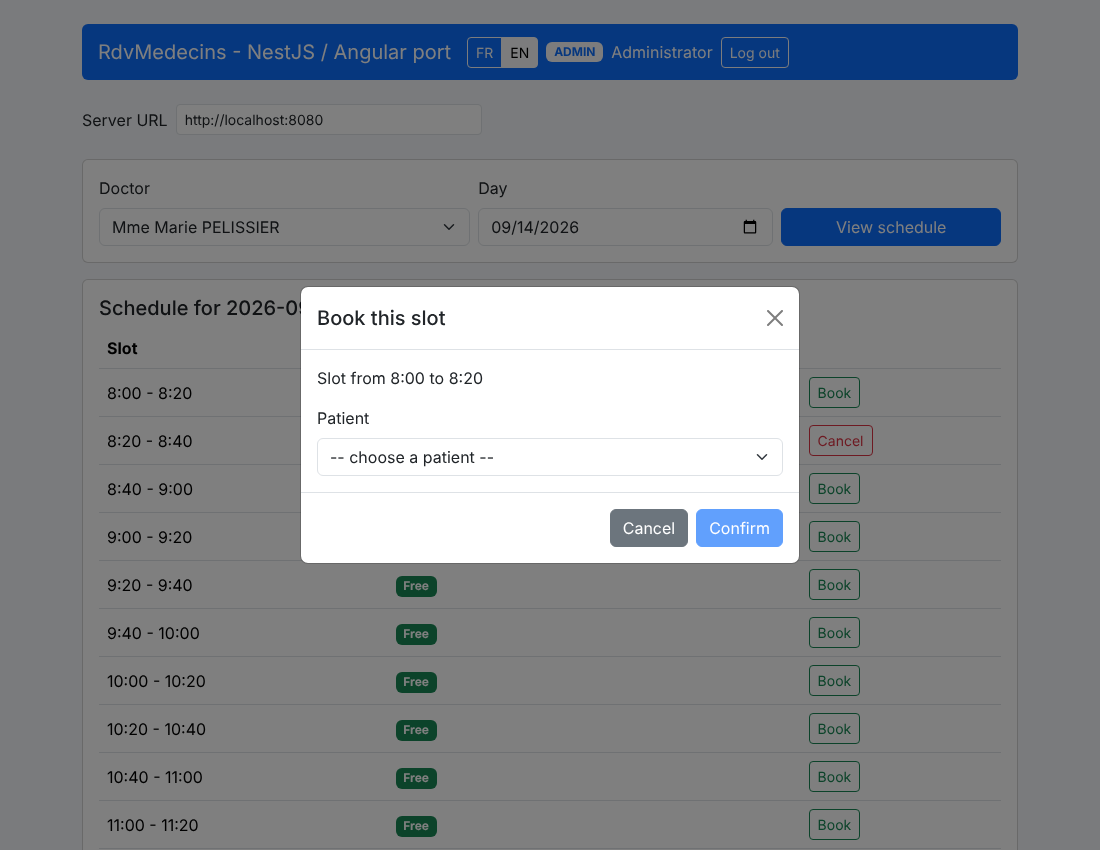 RdvMedecins - NestJS / Angular port FR EN ADMIN Administrator Log out
Server URL http://localhost:8080
Doctor Day
Mme Marie PELISSIER 09/14/2026 View schedule
Schedule for 2026-09
Slot
8:00 - 8:20 Book
8:20 - 8:40 Cancel
8:40 - 9:00 Book
9:00 - 9:20 Book
9:20 - 9:40 Free Book
9:40 - 10:00 Free Book
10:00 - 10:20 Free Book
10:20 - 10:40 Free Book
10:40 - 11:00 Free Book
11:00 - 11:20 Free Book
Book this slot
Slot from 8:00 to 8:20
Patient
-- choose a patient --
Cancel Confirm